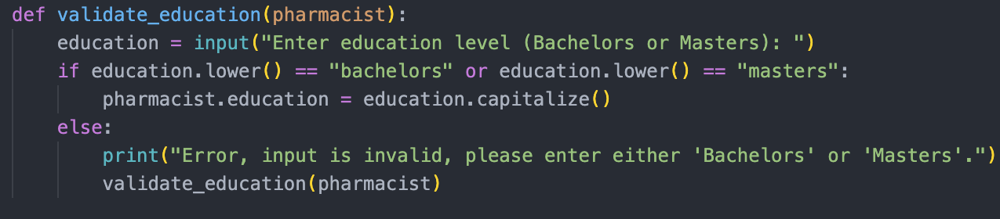 def validate_education(pharmacist):
    education = input("Enter education level (Bachelors or Masters): ")
    if education.lower() == "bachelors" or education.lower() == "masters":
        pharmacist.education = education.capitalize()
    else:
        print("Error, input is invalid, please enter either 'Bachelors' or 'Masters'.")
        validate_education(pharmacist)